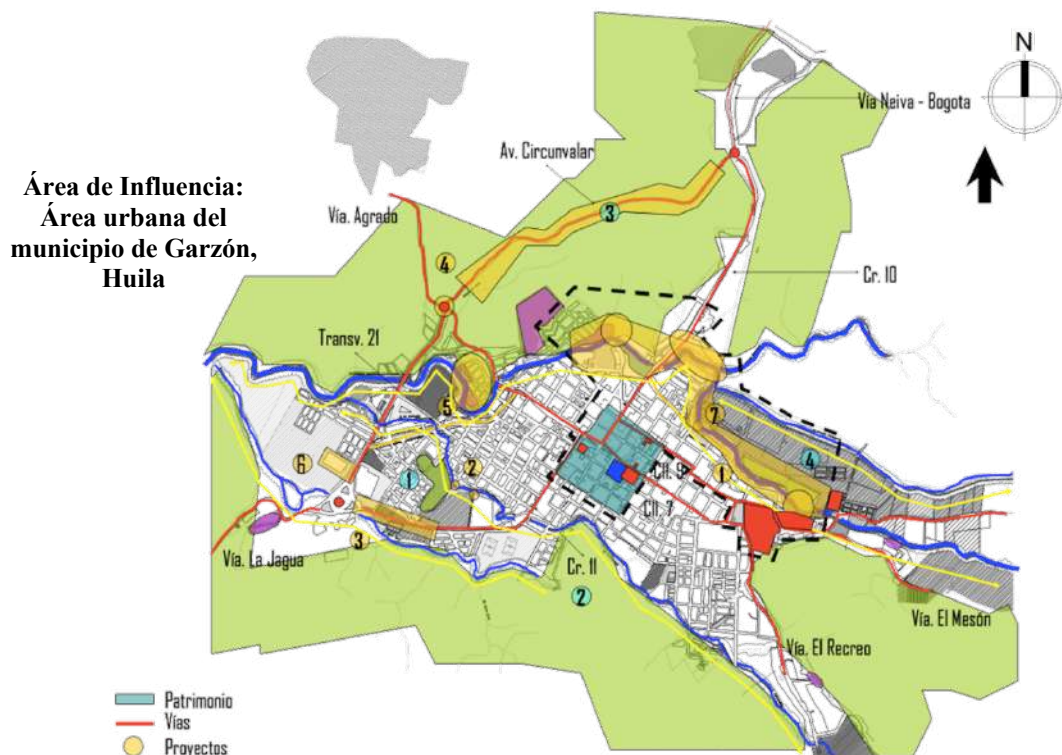 N
Vía Neiva - Bogota
Av. Circunvalar
Área de Influencia:
Área urbana del
municipio de Garzón,
Huila
Vía. Agrado
3
4
Cr. 10
Transv. 21
5
7
6
1
2
1
4
Cll. 9
Cll. 7
3
Vía. La Jagua
Cr. 11
2
Vía. El Mesón
Vía. El Recreo
Patrimonio
Vías
Proyectos